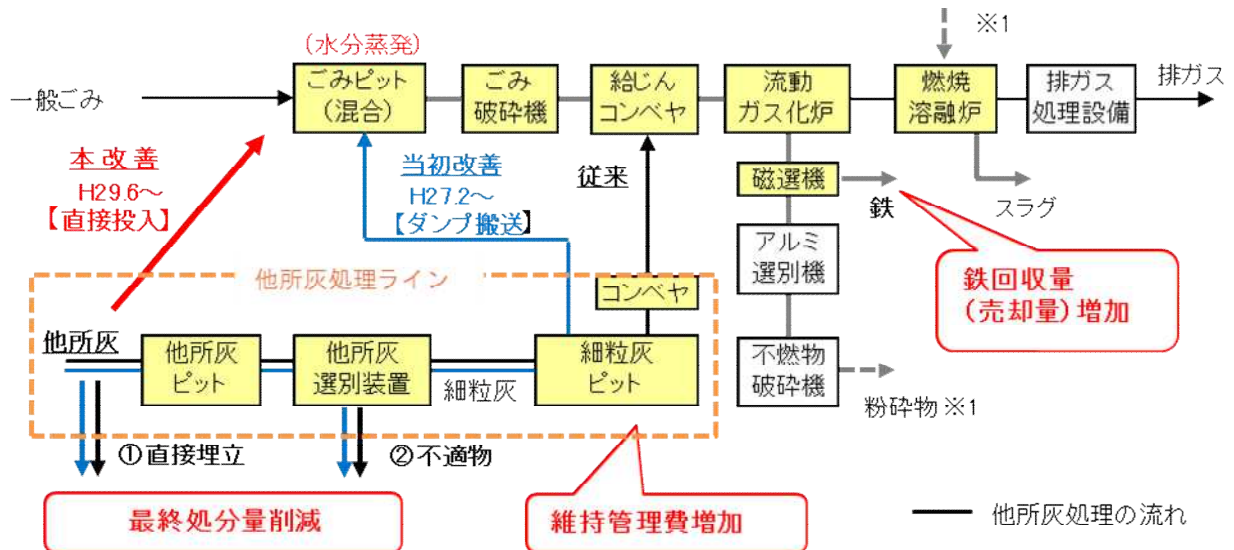 ※1
(水分蒸発)
一般ごみ
ごみピット
(混合)
ごみ
破砕機
給じん
コンベヤ
流動
ガス化炉
燃焼
溶融炉
排ガス
処理設備
排ガス
本改善
H29.6～
【直接投入】
当初改善
H27.2～
【ダンプ搬送】
従来
磁選機
鉄
スラグ
アルミ
選別機
鉄回収量
(売却量)増加
他所灰処理ライン
コンベヤ
他所灰
他所灰
ピット
他所灰
選別装置
細粒灰
細粒灰
ピット
不燃物
破砕機
粉砕物※1
①直接埋立
②不適物
最終処分量削減
維持管理費増加
他所灰処理の流れ